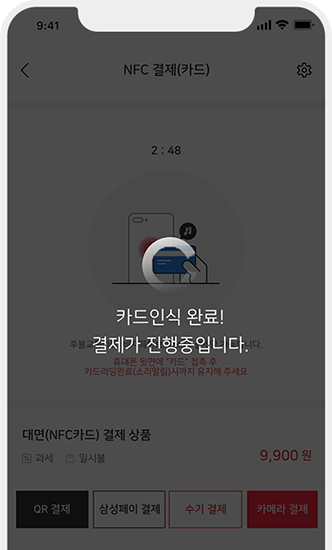 9:41
NFC 결제(카드)
2 : 48
카드인식 완료!
결제가 진행중입니다.
후불교
니다.
휴대폰 뒷면에 "카드" 접촉 후
카드리딩완료(소리알림)시까지 유지해 주세요
대면(NFC카드) 결제 상품
과세 일시불
9,900 원
QR 결제 삼성페이 결제 수기 결제 카메라 결제